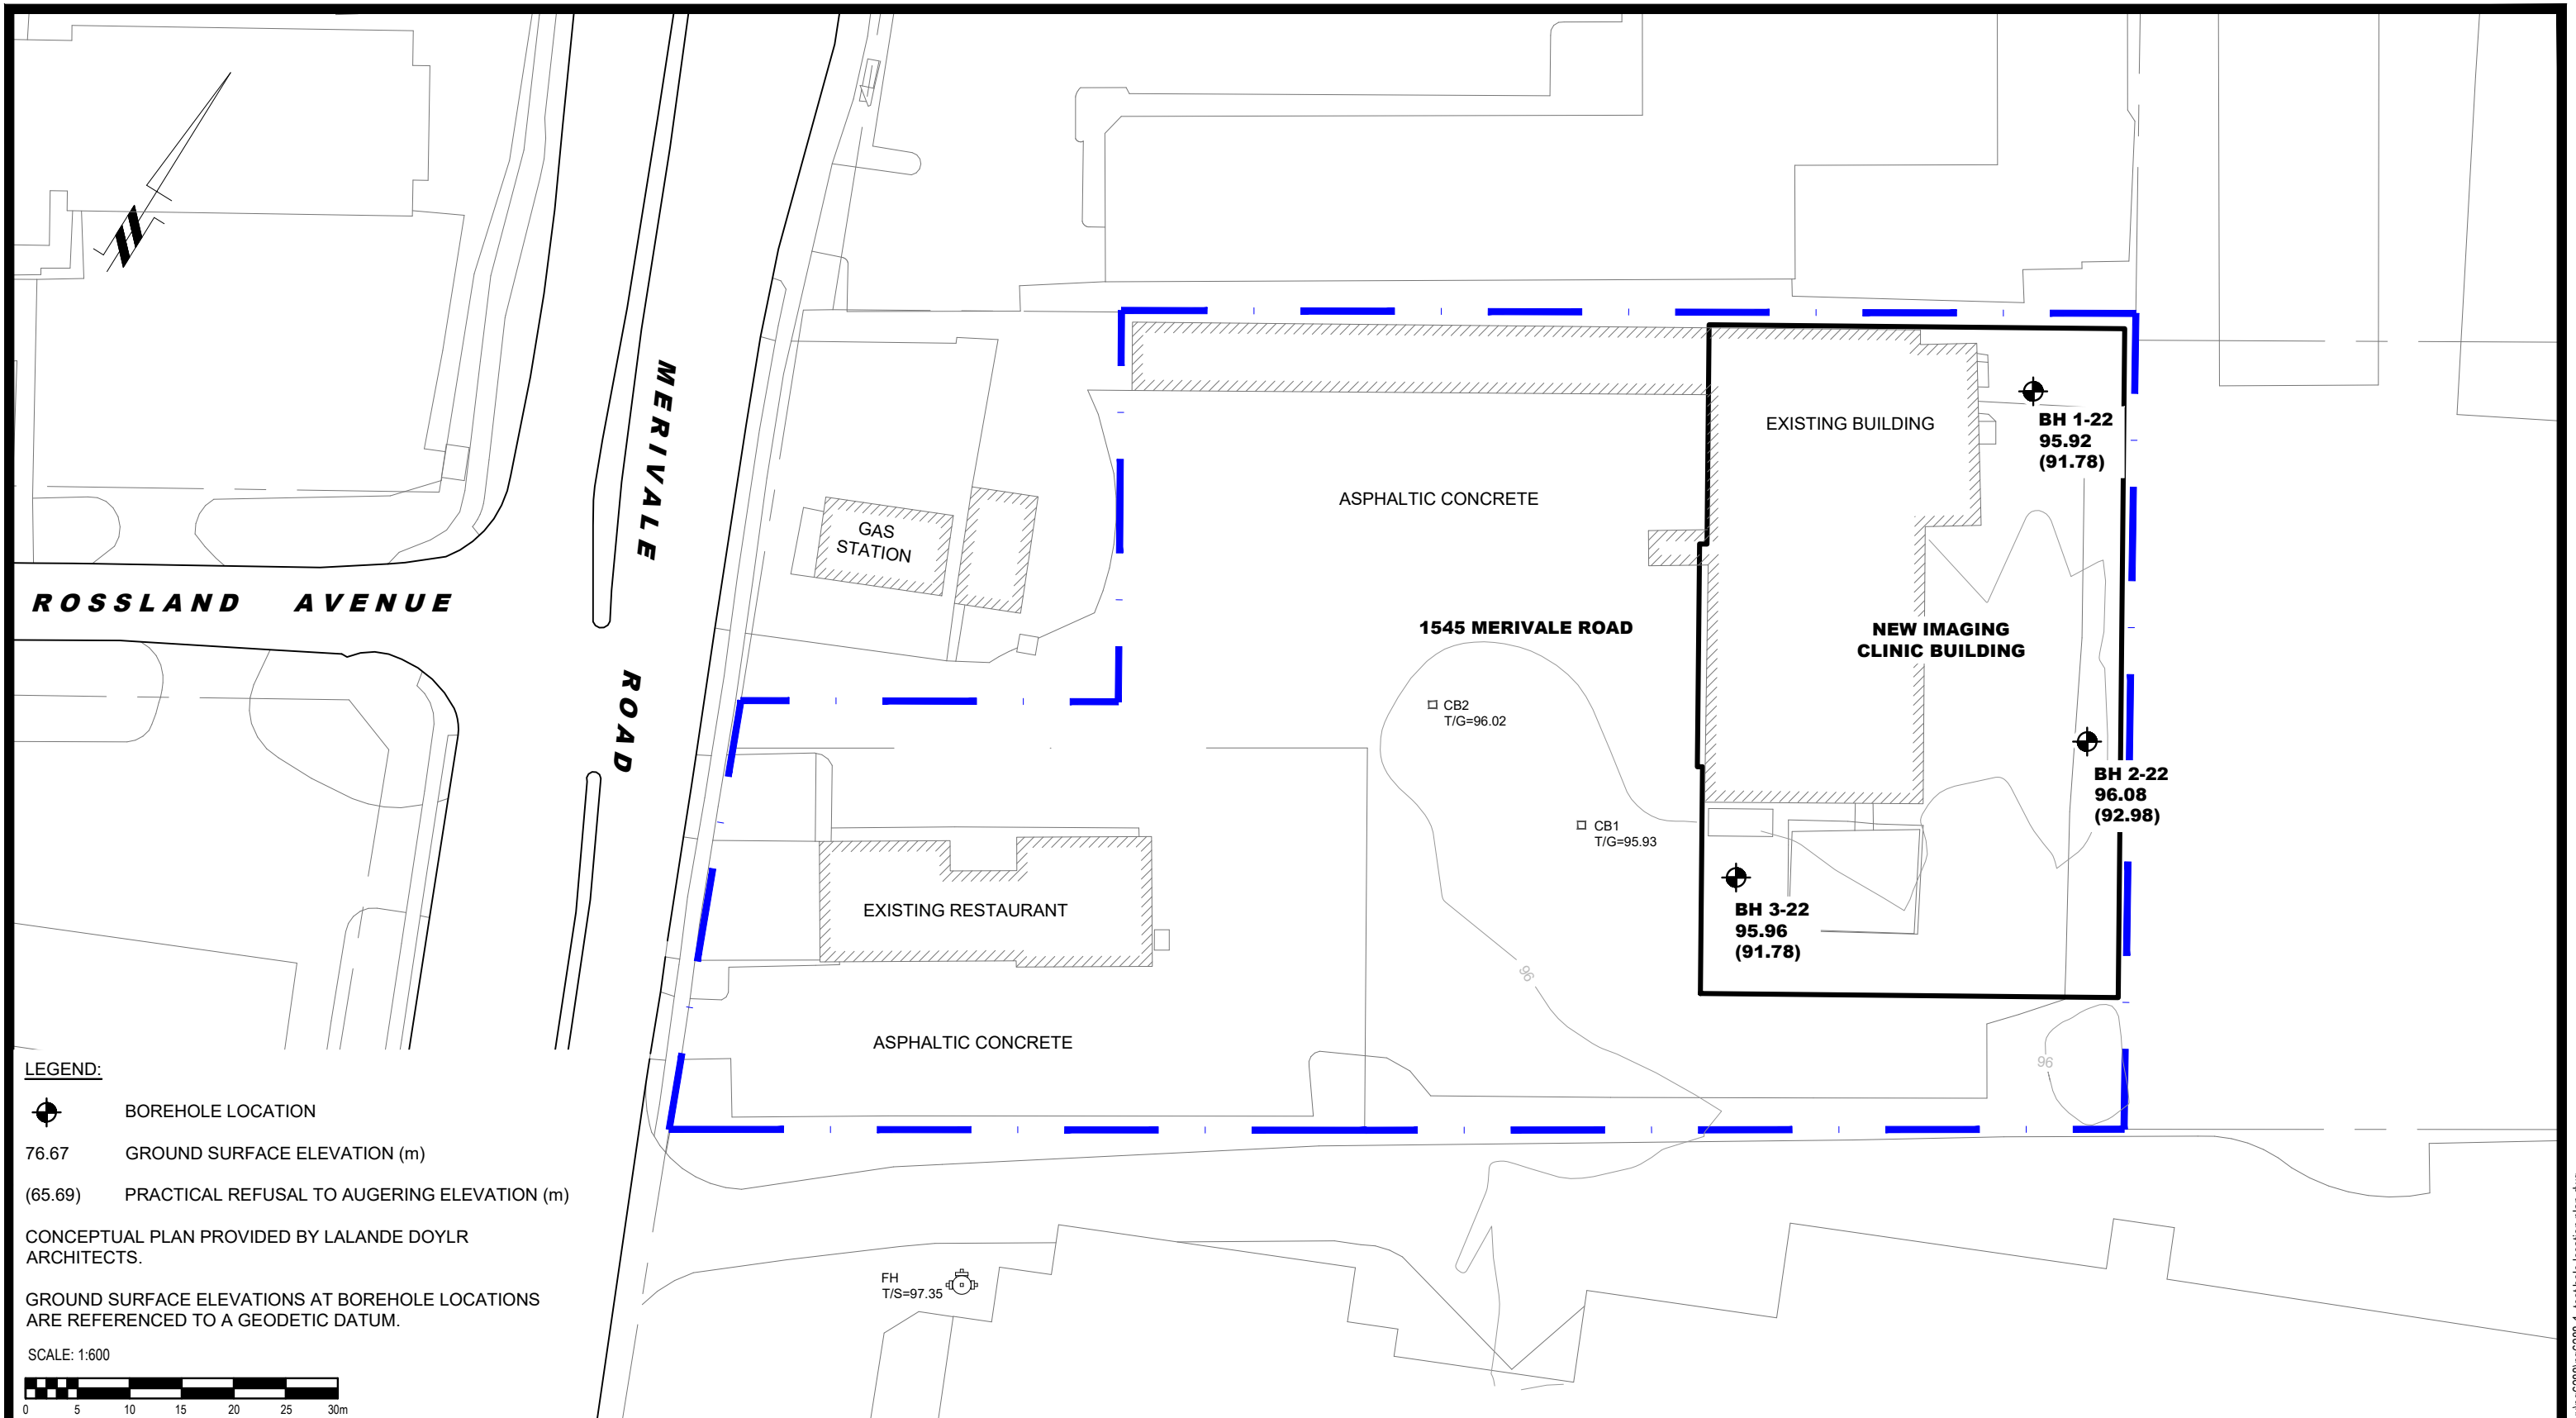 MERIVALE ROAD
ROSSLAND AVENUE
GAS
STATION
ASPHALTIC CONCRETE
EXISTING BUILDING
BH 1-22
95.92
(91.78)
1545 MERIVALE ROAD
NEW IMAGING
CLINIC BUILDING
CB2
T/G=96.02
BH 2-22
96.08
(92.98)
CB1
T/G=95.93
EXISTING RESTAURANT
BH 3-22
95.96
(91.78)
96
ASPHALTIC CONCRETE
96
LEGEND:
BOREHOLE LOCATION
76.67 GROUND SURFACE ELEVATION (m)
(65.69) PRACTICAL REFUSAL TO AUGERING ELEVATION (m)
CONCEPTUAL PLAN PROVIDED BY LALANDE DOYLR
ARCHITECTS.
GROUND SURFACE ELEVATIONS AT BOREHOLE LOCATIONS
ARE REFERENCED TO A GEODETIC DATUM.
FH
T/S=97.35
SCALE: 1:600
0 5 10 15 20 25 30m